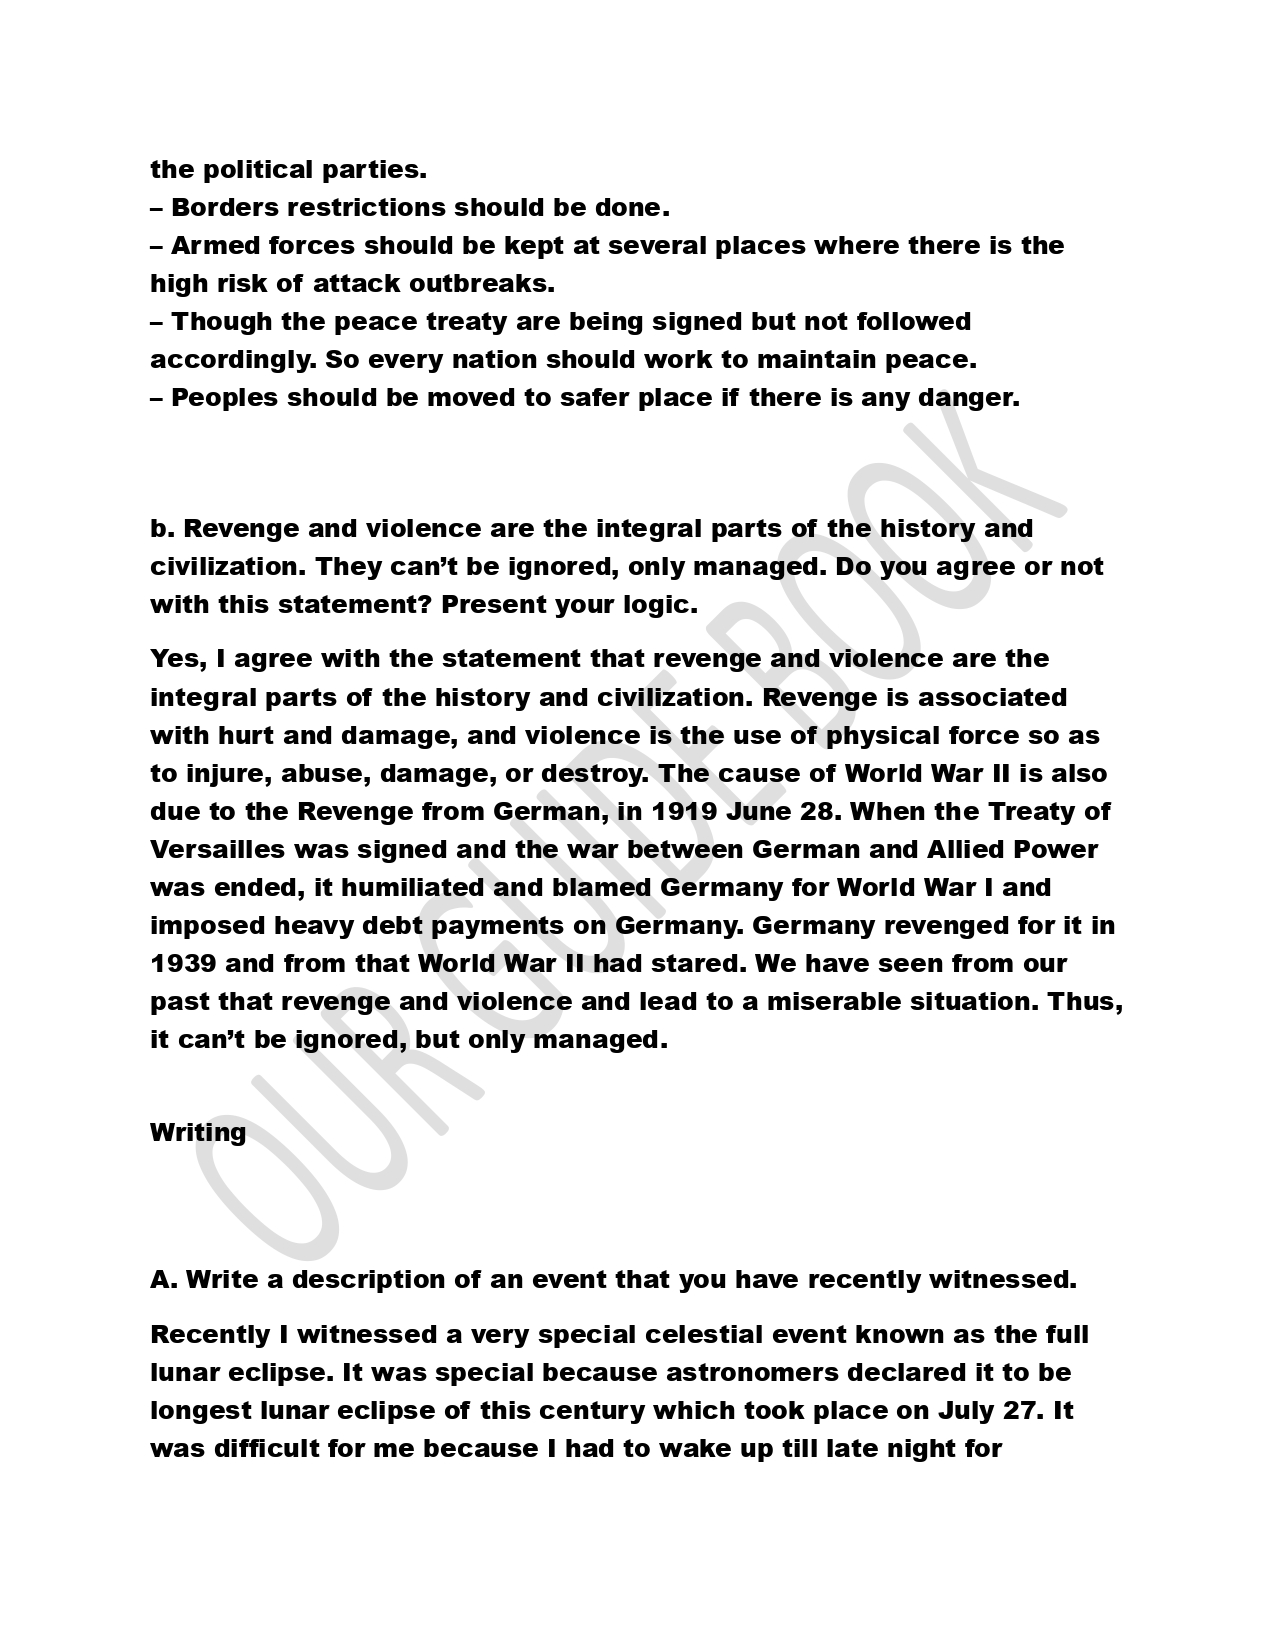 the political parties.
– Borders restrictions should be done.
– Armed forces should be kept at several places where there is the
high risk of attack outbreaks.
– Though the peace treaty are being signed but not followed
accordingly. So every nation should work to maintain peace.
– Peoples should be moved to safer place if there is any danger.
b. Revenge and violence are the integral parts of the history and
civilization. They can’t be ignored, only managed. Do you agree or not
with this statement? Present your logic.
Yes, I agree with the statement that revenge and violence are the
integral parts of the history and civilization. Revenge is associated
with hurt and damage, and violence is the use of physical force so as
to injure, abuse, damage, or destroy. The cause of World War II is also
due to the Revenge from German, in 1919 June 28. When the Treaty of
Versailles was signed and the war between German and Allied Power
was ended, it humiliated and blamed Germany for World War I and
imposed heavy debt payments on Germany. Germany revenged for it in
1939 and from that World War II had stared. We have seen from our
past that revenge and violence and lead to a miserable situation. Thus,
it can’t be ignored, but only managed.
Writing
A. Write a description of an event that you have recently witnessed.
Recently I witnessed a very special celestial event known as the full
lunar eclipse. It was special because astronomers declared it to be
longest lunar eclipse of this century which took place on July 27. It
was difficult for me because I had to wake up till late night for
OUR GUIDE BOOK